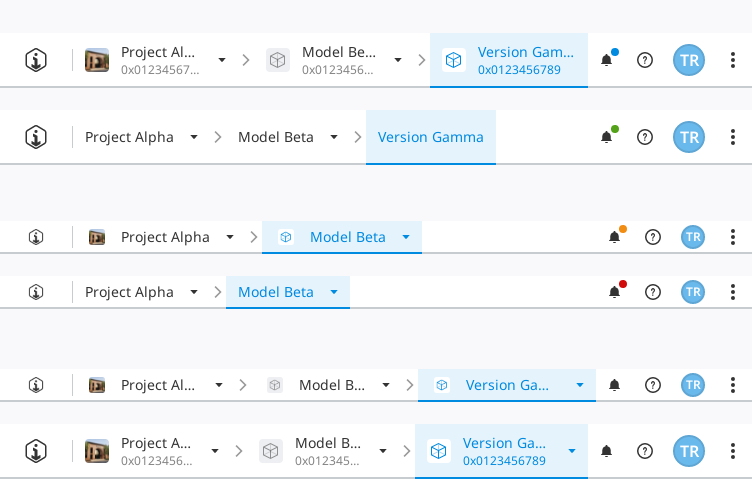 Project Al... Model Be... Version Gam... TR
0x01234567... 0x0123456... 0x0123456789
Project Alpha Model Beta Version Gamma TR
Project Alpha Model Beta TR
Project Alpha Model Beta TR
Project Al... Model B... Version Ga... TR
Project A... Model B... Version Ga... TR
0x0123456... 0x012345... 0x0123456789